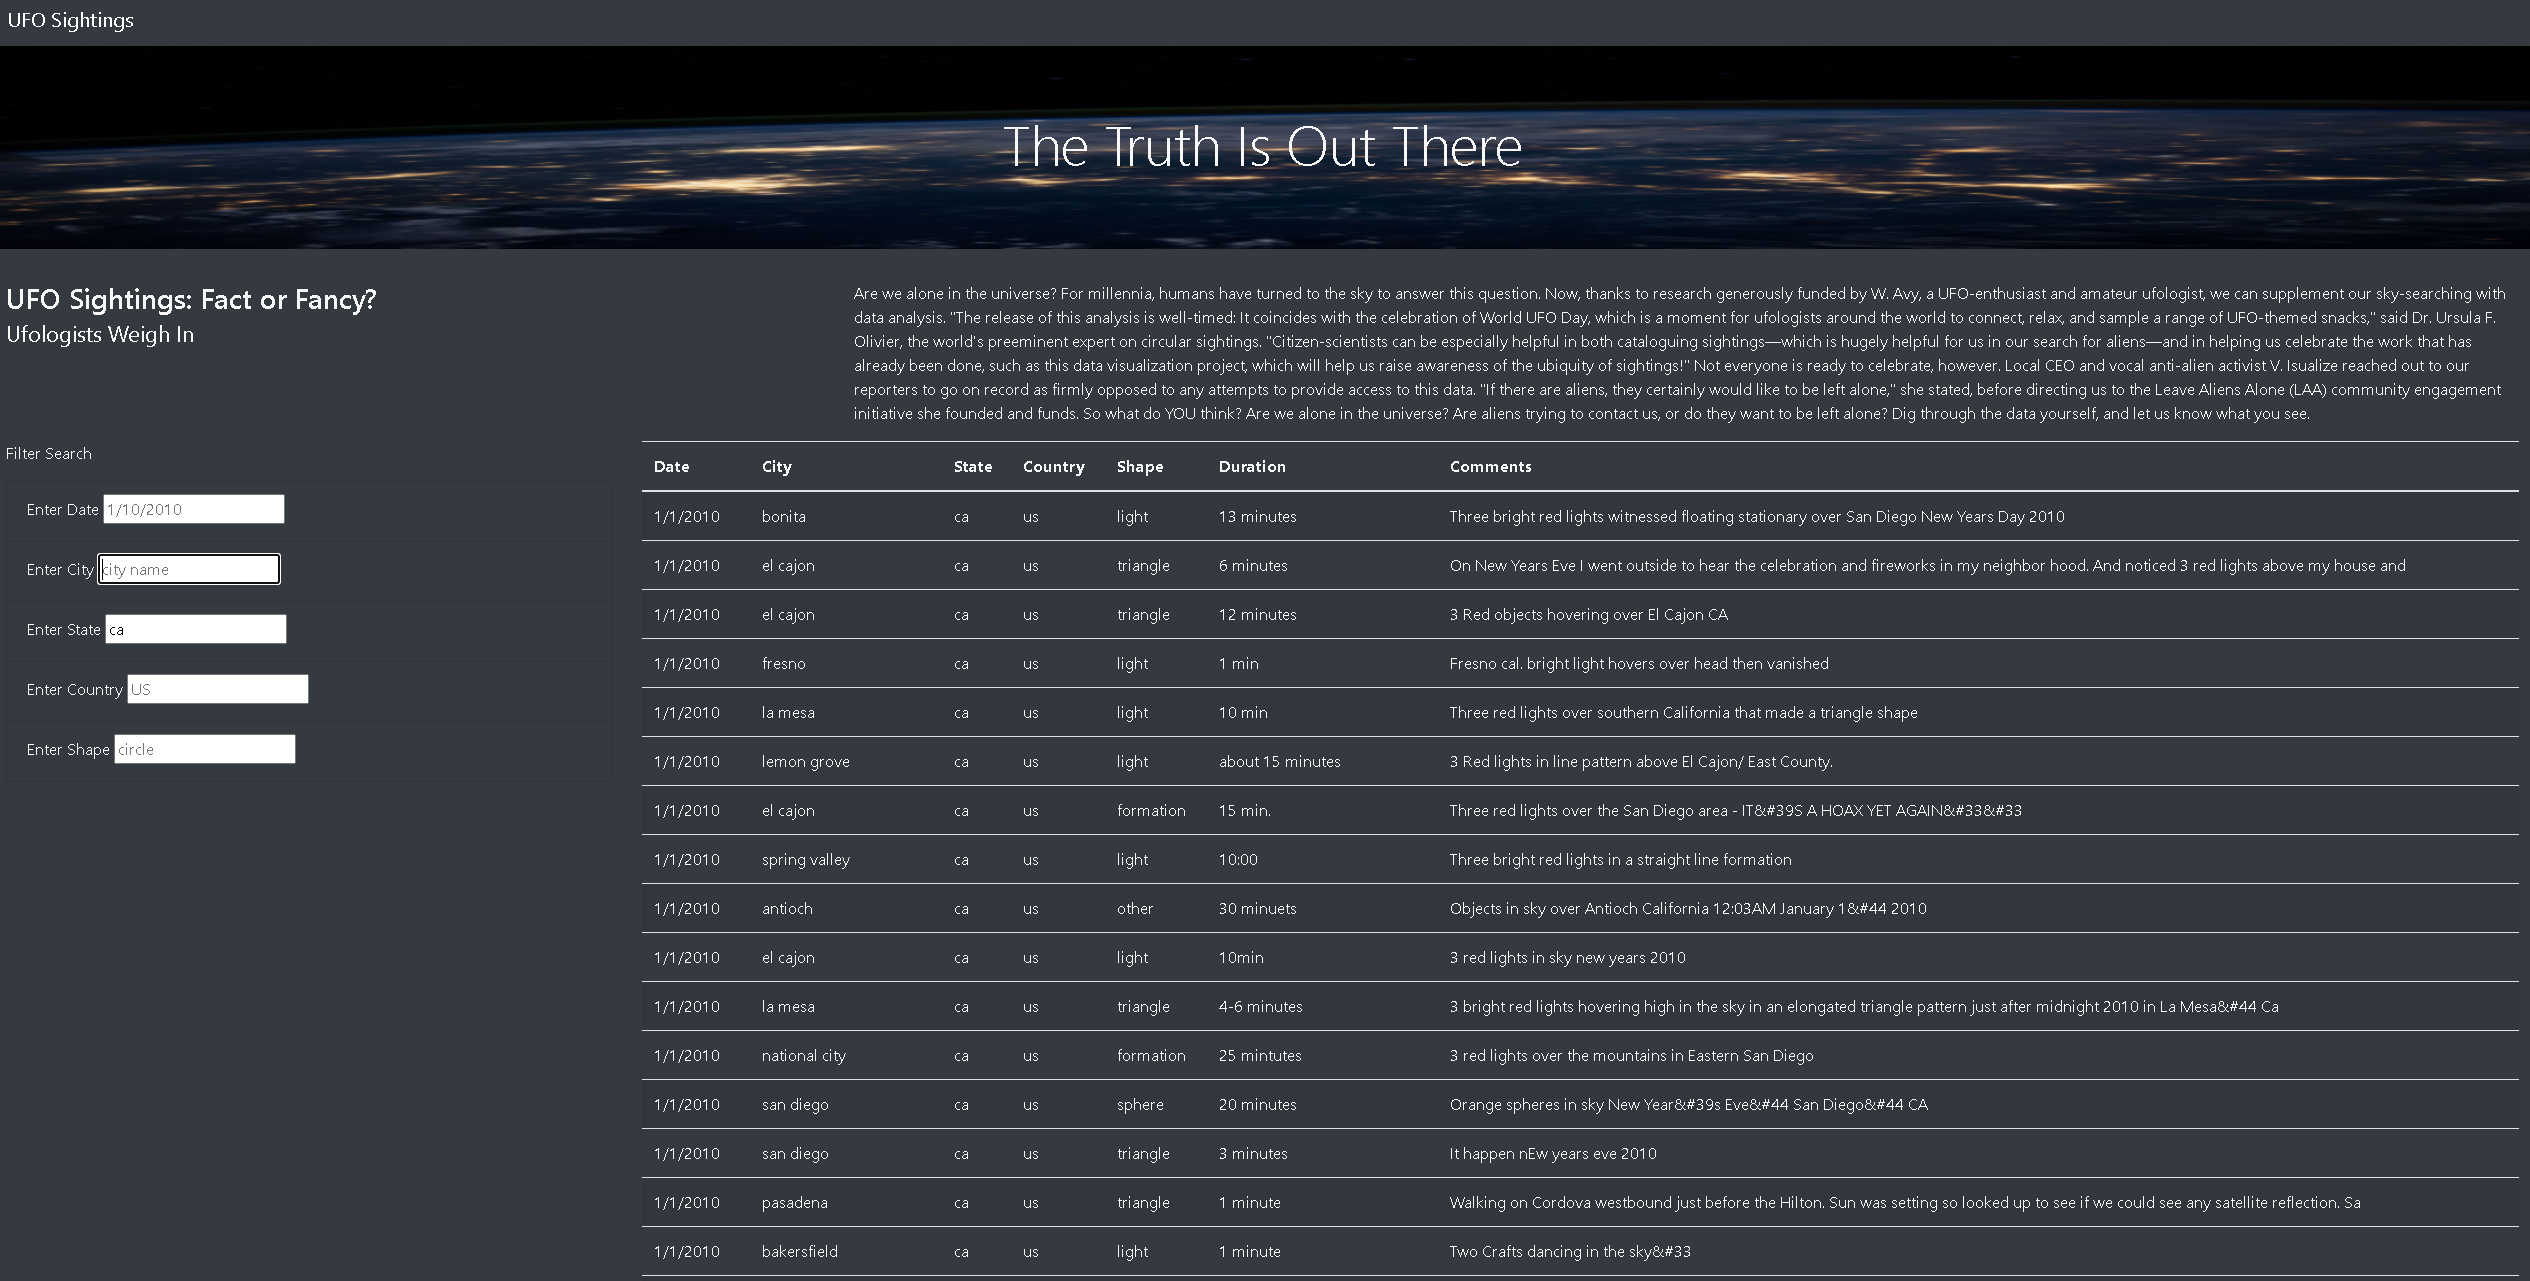 UFO Sightings
The Truth Is Out There
UFO Sightings: Fact or Fancy?
Ufologists Weigh In
Are we alone in the universe? For millennia, humans have turned to the sky to answer this question. Now, thanks to research generously funded by W. Avy, a UFO-enthusiast and amateur ufologist, we can supplement our sky-searching with
data analysis. "The release of this analysis is well-timed: It coincides with the celebration of World UFO Day, which is a moment for ufologists around the world to connect, relax, and sample a range of UFO-themed snacks," said Dr. Ursula F.
Olivier, the world's preeminent expert on circular sightings. "Citizen-scientists can be especially helpful in both cataloguing sightings—which is hugely helpful for us in our search for aliens—and in helping us celebrate the work that has
already been done, such as this data visualization project, which will help us raise awareness of the ubiquity of sightings!" Not everyone is ready to celebrate, however. Local CEO and vocal anti-alien activist V. Isualize reached out to our
reporters to go on record as firmly opposed to any attempts to provide access to this data. "If there are aliens, they certainly would like to be left alone," she stated, before directing us to the Leave Aliens Alone (LAA) community engagement
initiative she founded and funds. So what do YOU think? Are we alone in the universe? Are aliens trying to contact us, or do they want to be left alone? Dig through the data yourself, and let us know what you see.
Filter Search
Enter Date 1/10/2010
Enter City city name
Enter State ca
Enter Country US
Enter Shape circle
Date City State Country Shape Duration Comments
1/1/2010 bonita ca us light 13 minutes Three bright red lights witnessed floating stationary over San Diego New Years Day 2010
1/1/2010 el cajon ca us triangle 6 minutes On New Years Eve I went outside to hear the celebration and fireworks in my neighbor hood. And noticed 3 red lights above my house and
1/1/2010 el cajon ca us triangle 12 minutes 3 Red objects hovering over El Cajon CA
1/1/2010 fresno ca us light 1 min Fresno cal. bright light hovers over head then vanished
1/1/2010 la mesa ca us light 10 min Three red lights over southern California that made a triangle shape
1/1/2010 lemon grove ca us light about 15 minutes 3 Red lights in line pattern above El Cajon/ East County.
1/1/2010 el cajon ca us formation 15 min. Three red lights over the San Diego area - IT&#39S A HOAX YET AGAIN&#33&#33
1/1/2010 spring valley ca us light 10:00 Three bright red lights in a straight line formation
1/1/2010 antioch ca us other 30 minuets Objects in sky over Antioch California 12:03AM January 1&#44 2010
1/1/2010 el cajon ca us light 10min 3 red lights in sky new years 2010
1/1/2010 la mesa ca us triangle 4-6 minutes 3 bright red lights hovering high in the sky in an elongated triangle pattern just after midnight 2010 in La Mesa&#44 Ca
1/1/2010 national city ca us formation 25 mintutes 3 red lights over the mountains in Eastern San Diego
1/1/2010 san diego ca us sphere 20 minutes Orange spheres in sky New Year&#39s Eve&#44 San Diego&#44 CA
1/1/2010 san diego ca us triangle 3 minutes It happen nEw years eve 2010
1/1/2010 pasadena ca us triangle 1 minute Walking on Cordova westbound just before the Hilton. Sun was setting so looked up to see if we could see any satellite reflection. Sa
1/1/2010 bakersfield ca us light 1 minute Two Crafts dancing in the sky&#33